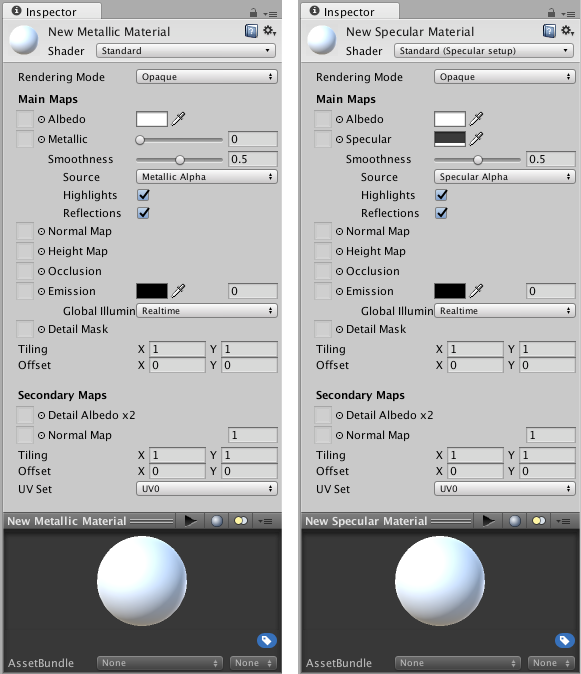 Inspector
New Metallic Material
Shader Standard
Rendering Mode Opaque
Main Maps
Albedo
Metallic 0
Smoothness 0.5
Source Metallic Alpha
Highlights
Reflections
Normal Map
Height Map
Occlusion
Emission 0
Global Illumin Realtime
Detail Mask
Tiling X 1 Y 1
Offset X 0 Y 0
Secondary Maps
Detail Albedo x2
Normal Map 1
Tiling X 1 Y 1
Offset X 0 Y 0
UV Set UV0
New Metallic Material
AssetBundle None None
Inspector
New Specular Material
Shader Standard (Specular setup)
Rendering Mode Opaque
Main Maps
Albedo
Specular
Smoothness 0.5
Source Specular Alpha
Highlights
Reflections
Normal Map
Height Map
Occlusion
Emission 0
Global Illumin Realtime
Detail Mask
Tiling X 1 Y 1
Offset X 0 Y 0
Secondary Maps
Detail Albedo x2
Normal Map 1
Tiling X 1 Y 1
Offset X 0 Y 0
UV Set UV0
New Specular Material
AssetBundle None None